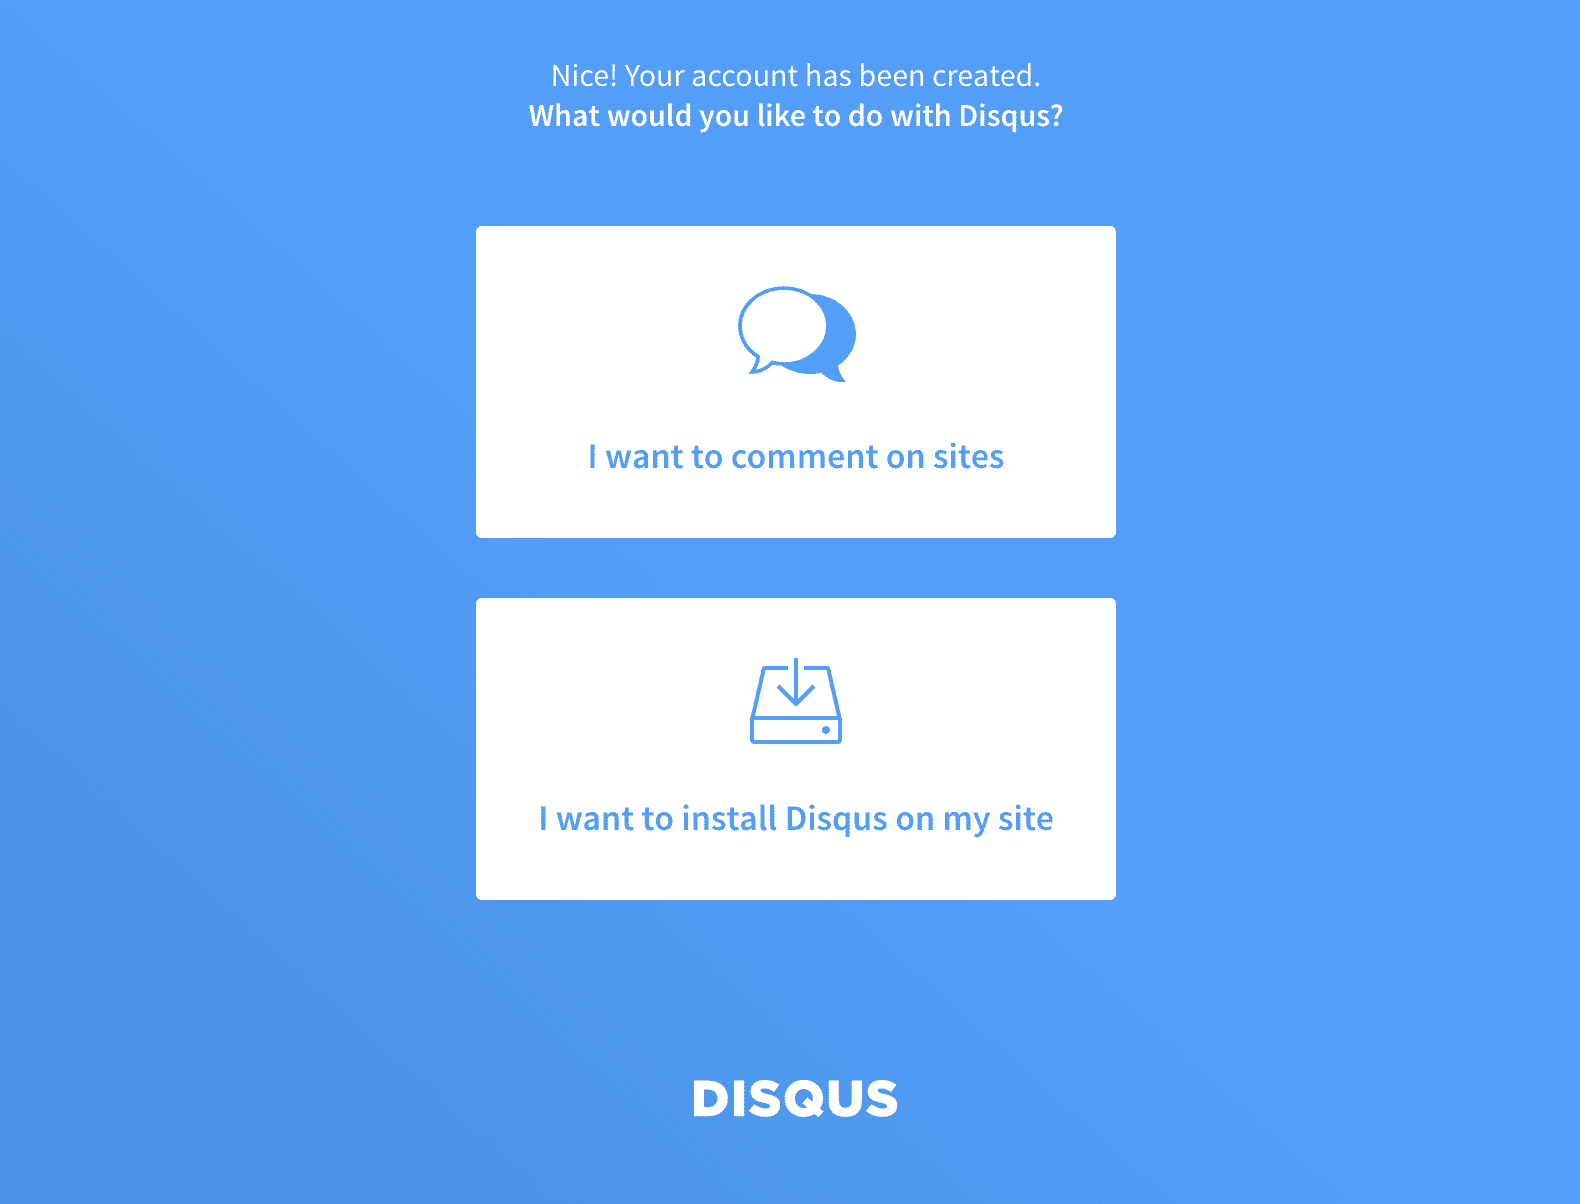 Nice! Your account has been created.
What would you like to do with Disqus?
I want to comment on sites
I want to install Disqus on my site
DISQUS